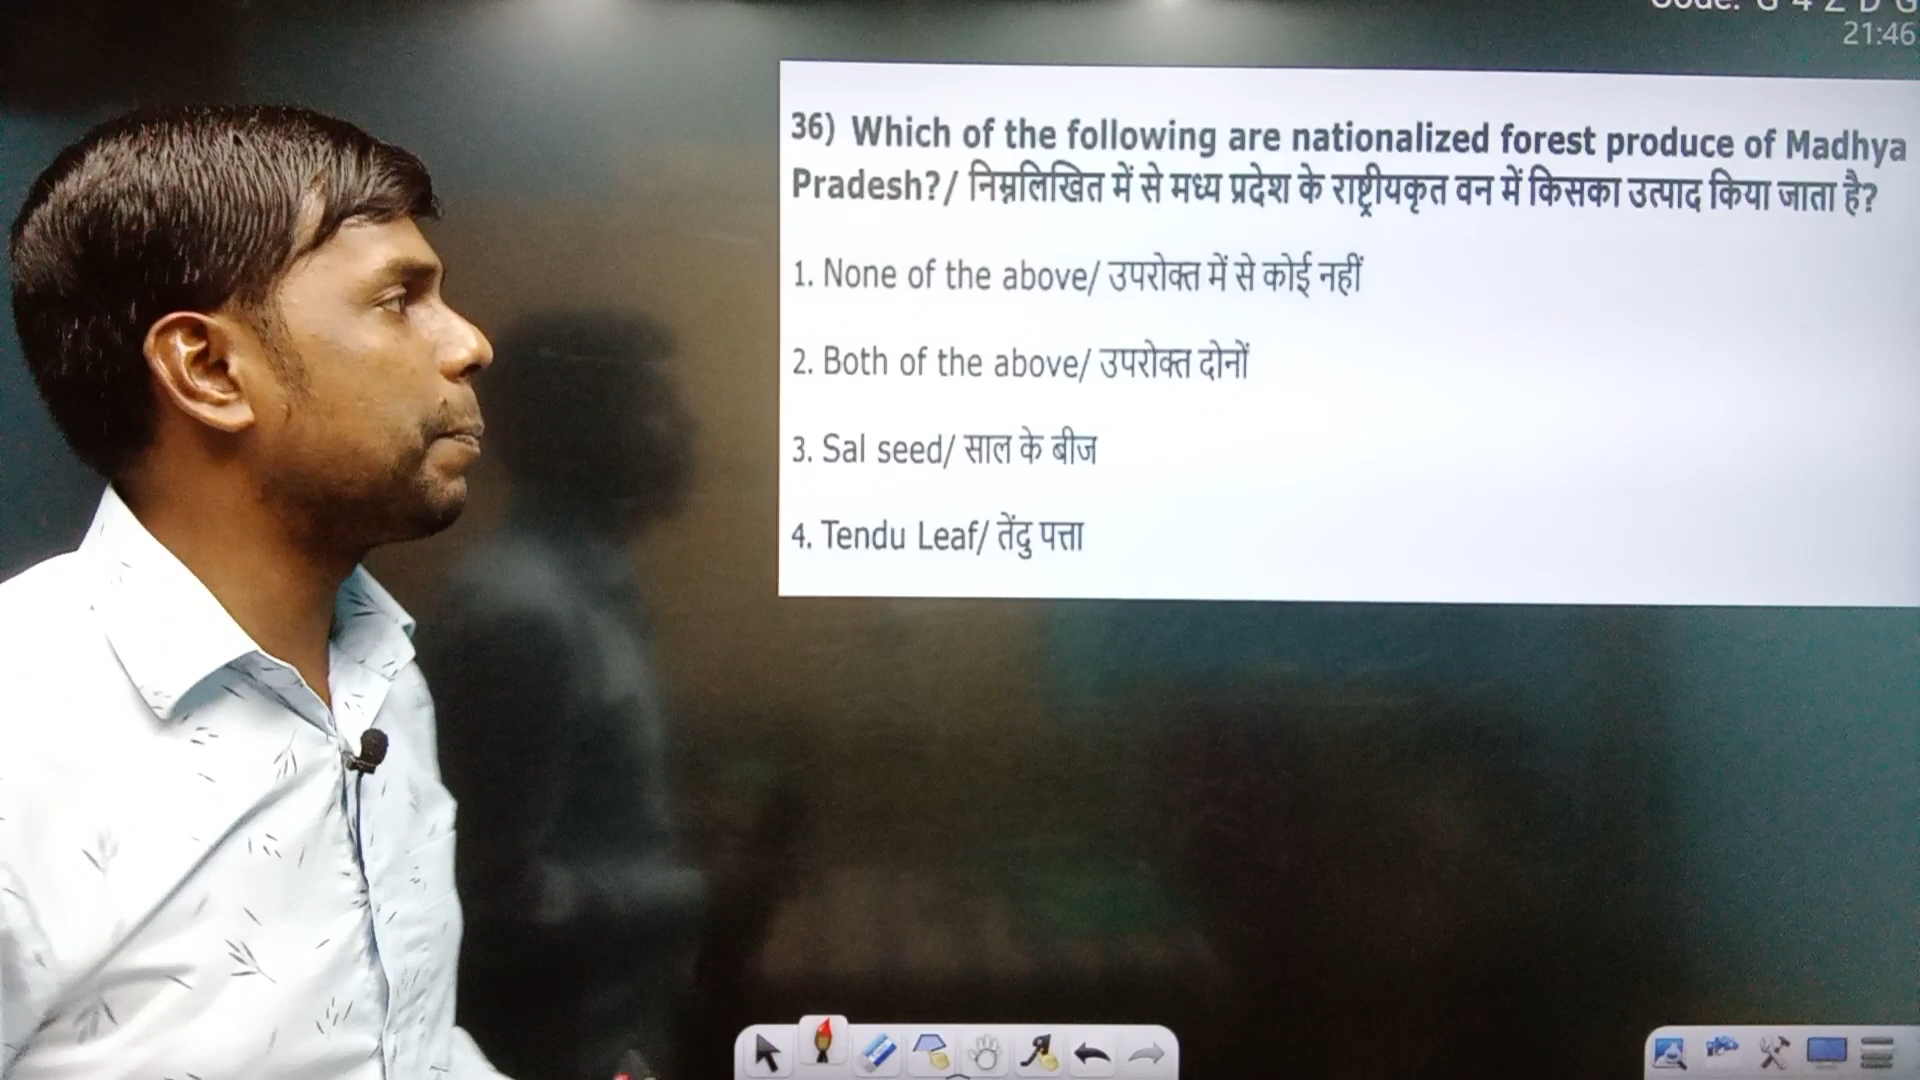 21:46
36) Which of the following are nationalized forest produce of Madhya
Pradesh?/ निम्नलिखित में से मध्य प्रदेश के राष्ट्रीयकृत वन में किसका उत्पाद किया जाता है?
1. None of the above/ उपरोक्त में से कोई नहीं
2. Both of the above/ उपरोक्त दोनों
3. Sal seed/ साल के बीज
4. Tendu Leaf/ तेंदु पत्ता